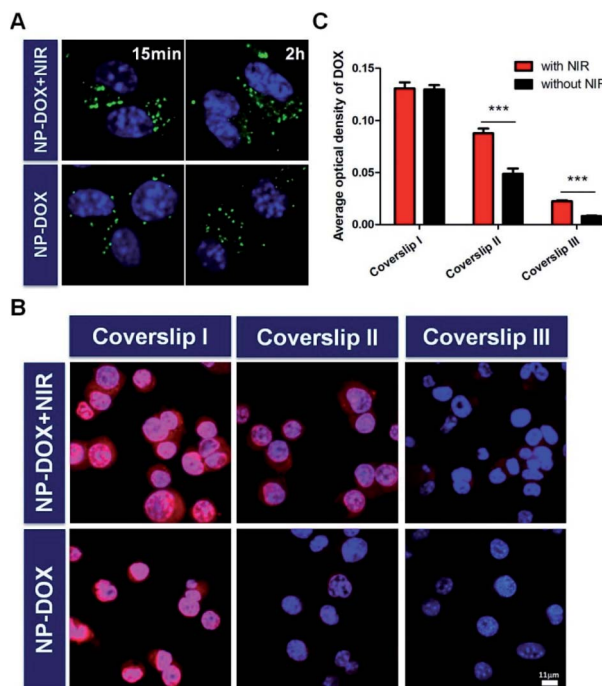 A
15min
2h
NP-DOX+NIR
NP-DOX
C
with NIR
without NIR
Average optical density of DOX
0.15
0.10
0.05
0.00
***
***
Coverslip I
Coverslip II
Coverslip III
B
Coverslip I
Coverslip II
Coverslip III
NP-DOX+NIR
NP-DOX
11μm